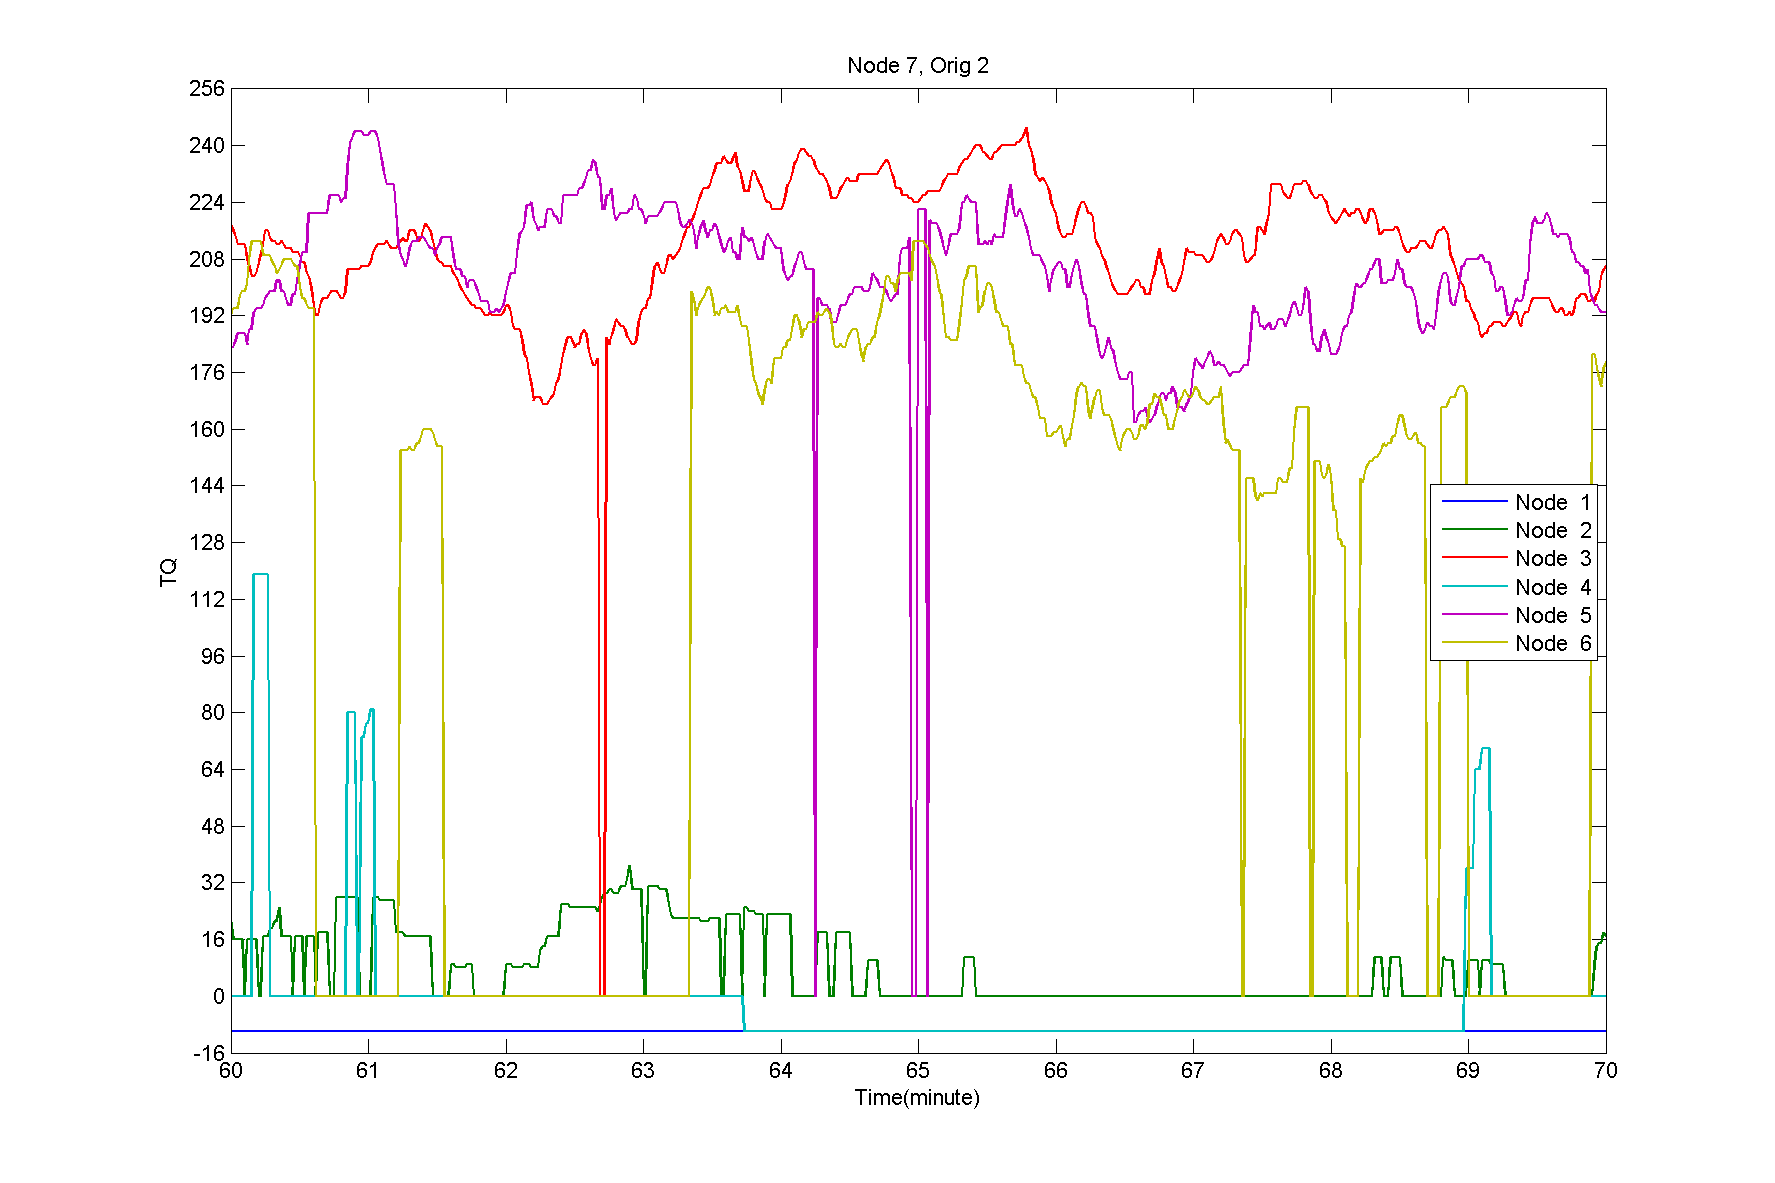 Node 7, Orig 2
256
240
224
208
192
176
160
144
128
112
96
80
64
48
32
16
0
-16
TQ
60 61 62 63 64 65 66 67 68 69 70
Time(minute)
Node 1
Node 2
Node 3
Node 4
Node 5
Node 6